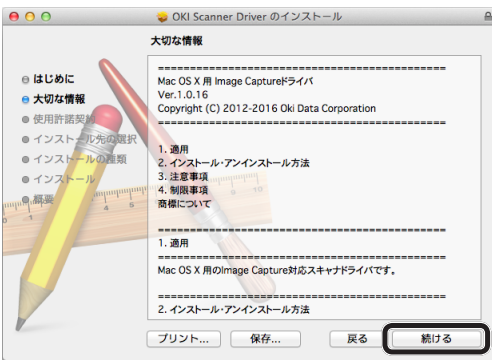 OKI Scanner Driver のインストール
大切な情報
はじめに
大切な情報
使用許諾契約
インストール先の選択
インストールの種類
インストール
概要
==================================================
Mac OS X 用 Image Captureドライバ
Ver.1.0.16
Copyright (C) 2012-2016 Oki Data Corporation
==================================================
1. 適用
2. インストール・アンインストール方法
3. 注意事項
4. 制限事項
商標について
==================================================
1. 適用
==================================================
Mac OS X 用のImage Capture対応スキャナドライバです。
==================================================
2. インストール・アンインストール方法
プリント... 保存... 戻る 続ける